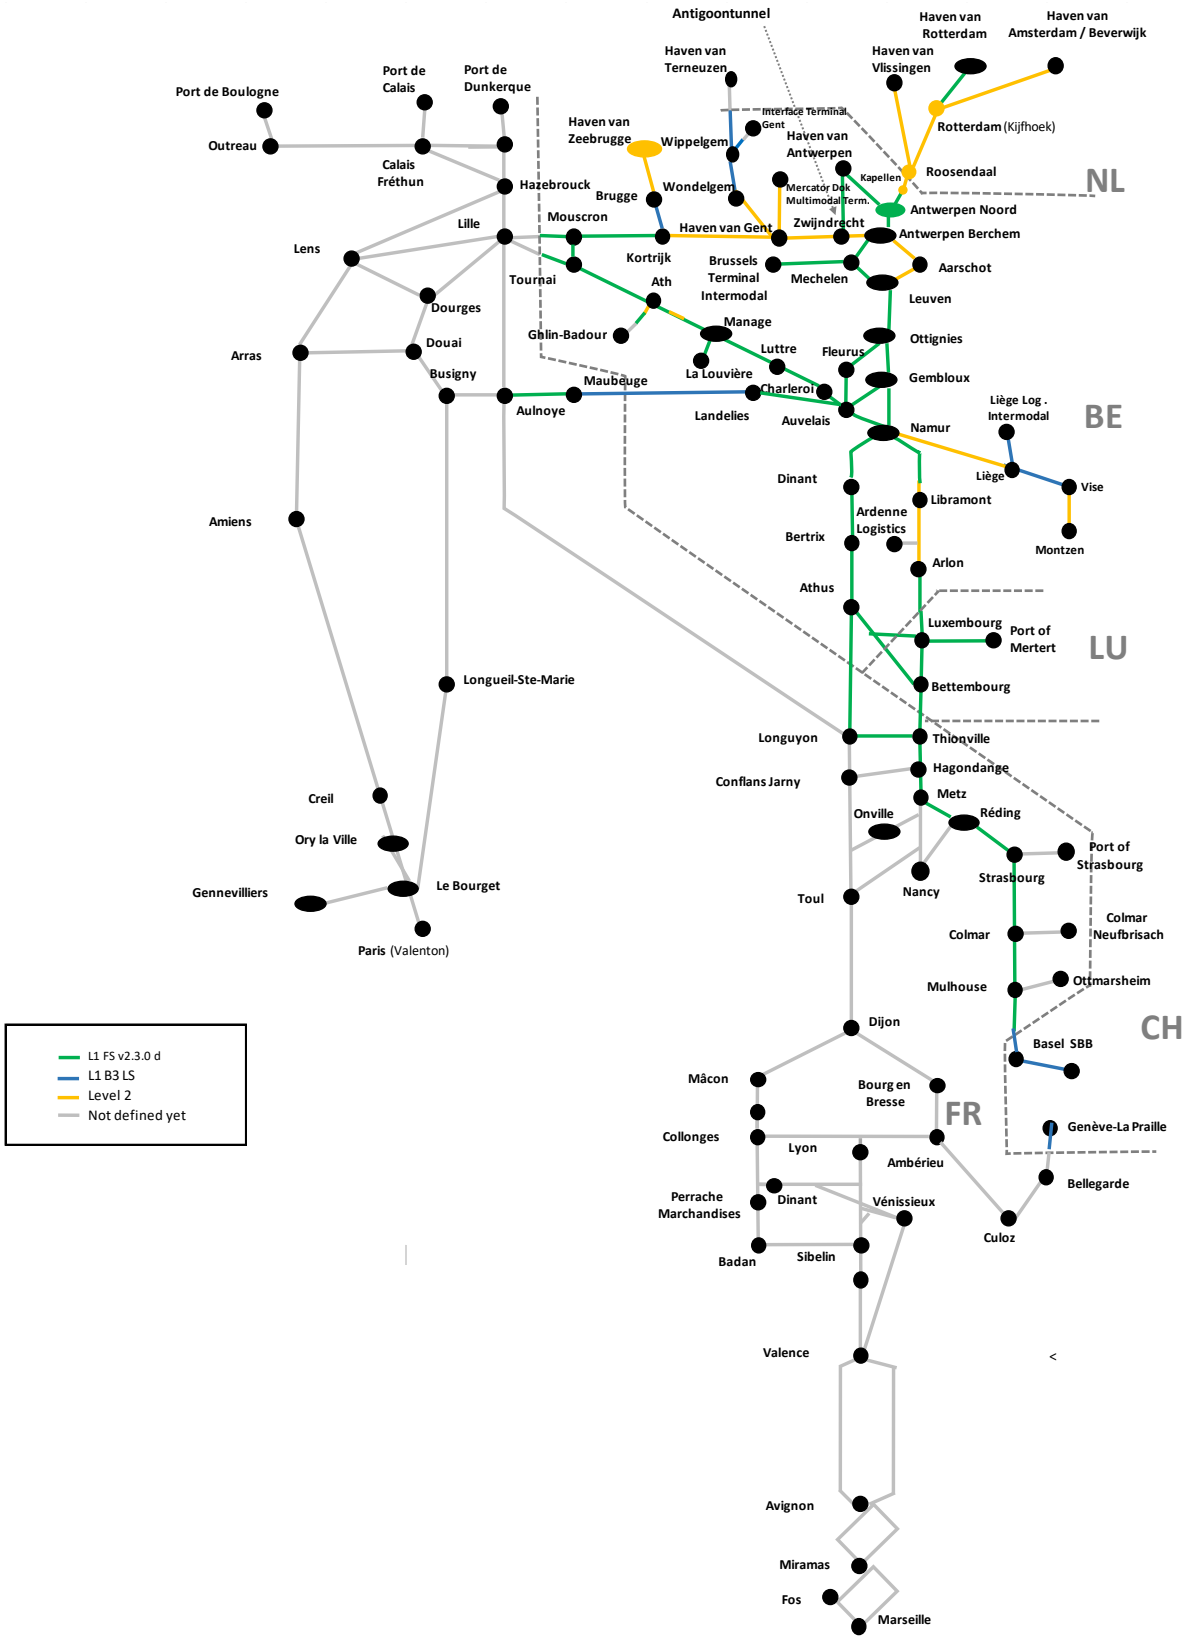 Antigoontunnel
Haven van
Rotterdam
Haven van
Amsterdam / Beverwijk
Haven van
Terneuzen
Haven van
Vlissingen
Port de
Calais
Port de
Dunkerque
Port de Boulogne
Interface Terminal
Gent
Haven van
Zeebrugge
Wippelgem
Haven van
Antwerpen
Rotterdam (Kijfhoek)
Outreau
Calais
Fréthun
Kapellen
Roosendaal
NL
Hazebrouck
Brugge
Wondelgem
Mercator Dok
Multimodal Term.
Antwerpen Noord
Lille
Mouscron
Haven van Gent
Zwijndrecht
Antwerpen Berchem
Lens
Kortrijk
Tournai
Brussels
Terminal
Intermodal
Mechelen
Aarschot
Ath
Leuven
Dourges
Ghlin-Badour
Manage
Ottignies
Arras
Douai
Luttre
Fleurus
La Louvière
Busigny
Maubeuge
Charleroi
Gembloux
Aulnoye
Landelies
Auvelais
Liège Log .
Intermodal
BE
Namur
Dinant
Liège
Vise
Libramont
Amiens
Ardenne
Logistics
Bertrix
Montzen
Arlon
Athus
Luxembourg
Port of
Mertert
LU
Longueil-Ste-Marie
Bettembourg
Longuyon
Thionville
Conflans Jarny
Hagondange
Creil
Metz
Onville
Réding
Ory la Ville
Port of
Strasbourg
Gennevilliers
Le Bourget
Strasbourg
Nancy
Toul
Paris (Valenton)
Colmar
Colmar
Neufbrisach
Mulhouse
Ottmarsheim
Dijon
CH
Basel SBB
L1 FS v2.3.0 d
L1 B3 LS
Level 2
Not defined yet
Mâcon
Bourg en
Bresse
FR
Genève-La Praille
Collonges
Lyon
Ambérieu
Bellegarde
Perrache
Marchandises
Dinant
Vénissieux
Culoz
Badan
Sibelin
Valence
<
Avignon
Miramas
Fos
Marseille